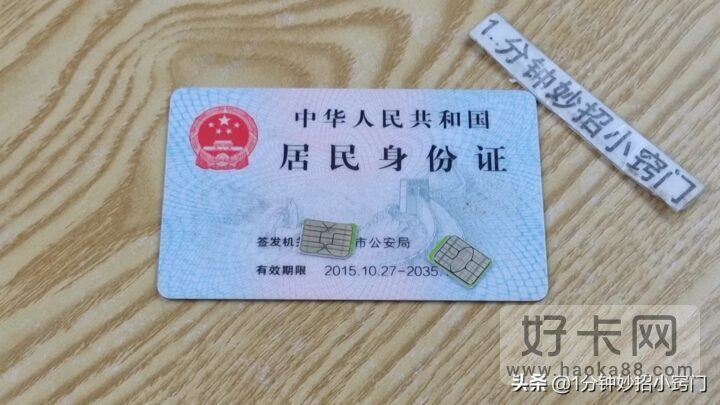 1.分钟妙招小窍门
中华人民共和国
居民身份证
签发机 市公安局
有效期限 2015.10.27-2035.
好卡网
www.haoka88.com
头条 @1分钟妙招小窍门